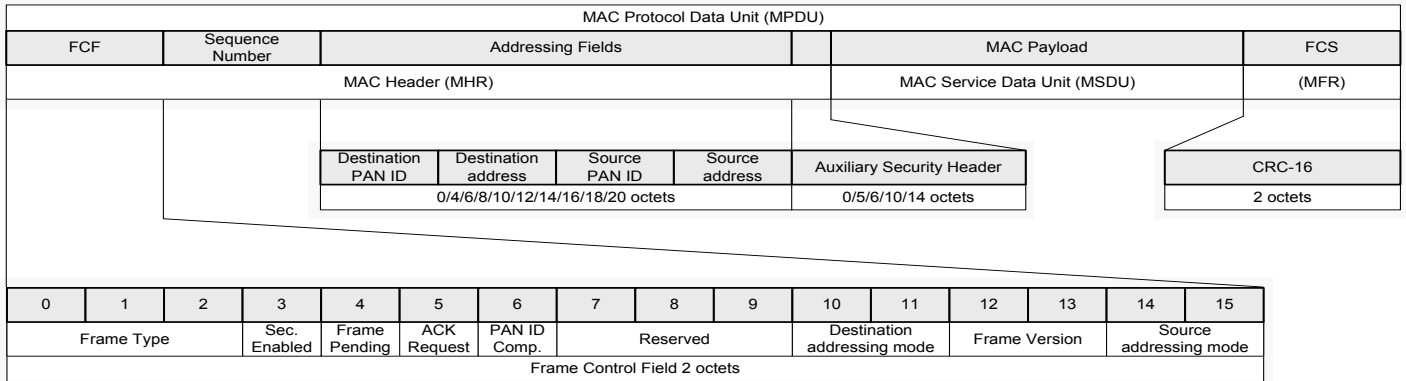 MAC Protocol Data Unit (MPDU)
FCF
Sequence
Number
Addressing Fields
MAC Payload
FCS
MAC Header (MHR)
MAC Service Data Unit (MSDU)
(MFR)
Destination
PAN ID
Destination
address
Source
PAN ID
Source
address
Auxiliary Security Header
CRC-16
0/4/6/8/10/12/14/16/18/20 octets
0/5/6/10/14 octets
2 octets
0 1 2 3 4 5 6 7 8 9 10 11 12 13 14 15
Frame Type
Sec.
Enabled
Frame
Pending
ACK
Request
PAN ID
Comp.
Reserved
Destination
addressing mode
Frame Version
Source
addressing mode
Frame Control Field 2 octets